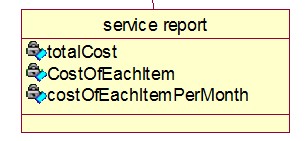 service report
totalCost
CostOfEachItem
costOfEachItemPerMonth